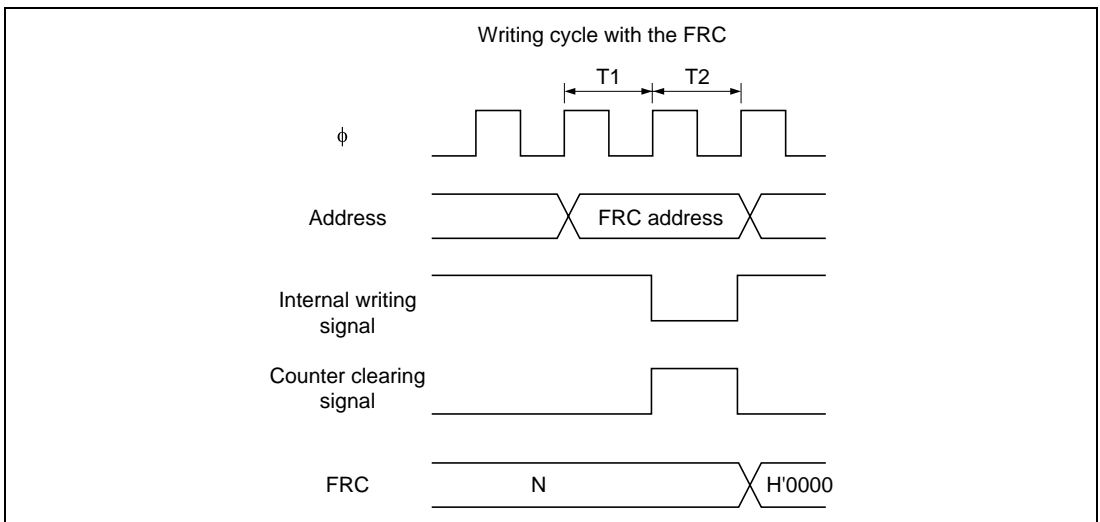 Writing cycle with the FRC
T1 T2
ϕ
Address FRC address
Internal writing
signal
Counter clearing
signal
FRC N H'0000